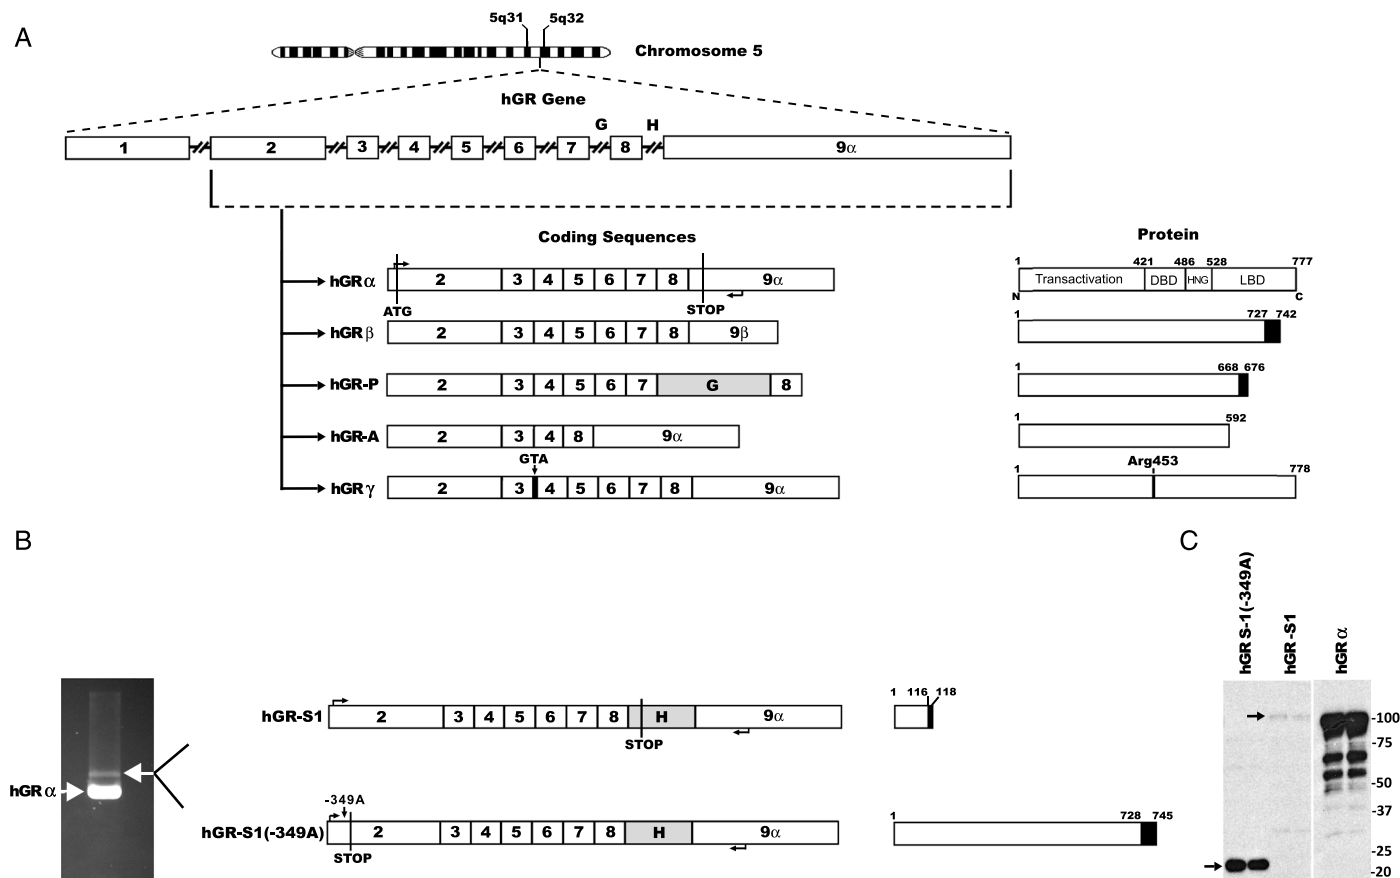 A
5q31 5q32
Chromosome 5
hGR Gene
G H
1 2 3 4 5 6 7 8 9α
Coding Sequences
Protein
hGRα 2 3 4 5 6 7 8 9α
ATG STOP
1 421 486 528 777
Transactivation DBD HNG LBD
N C
hGRβ 2 3 4 5 6 7 8 9β
1 727 742
hGR-P 2 3 4 5 6 7 G 8
1 668 676
hGR-A 2 3 4 8 9α
1 592
GTA
hGRγ 2 3 4 5 6 7 8 9α
Arg453
1 778
B
hGRα
hGR-S1 2 3 4 5 6 7 8 H 9α
STOP
1 116 118
-349A
hGR-S1(-349A) 2 3 4 5 6 7 8 H 9α
STOP
1 728 745
C
hGR S-1(-349A)
hGR -S1
hGRα
-100
-75
-50
-37
-25
-20